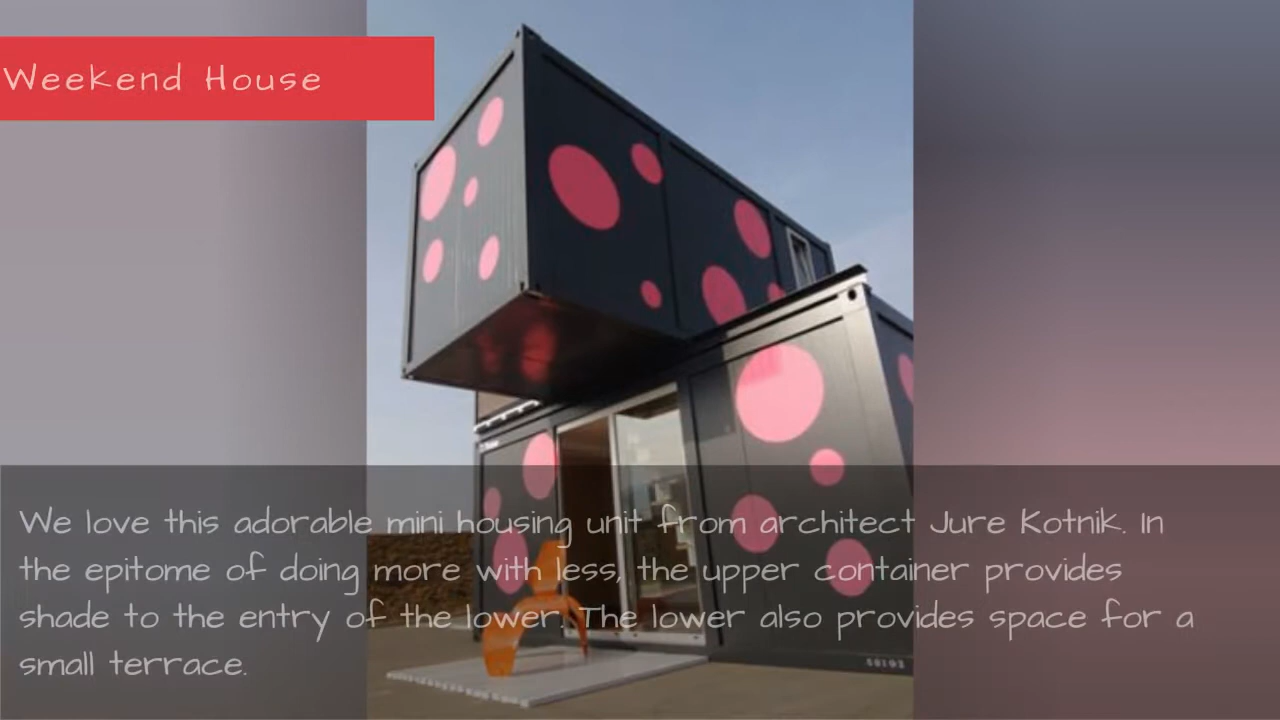 Weekend House
We love this adorable mini housing unit from architect Jure Kotnik. In
the epitome of doing more with less, the upper container provides
shade to the entry of the lower. The lower also provides space for a
small terrace.